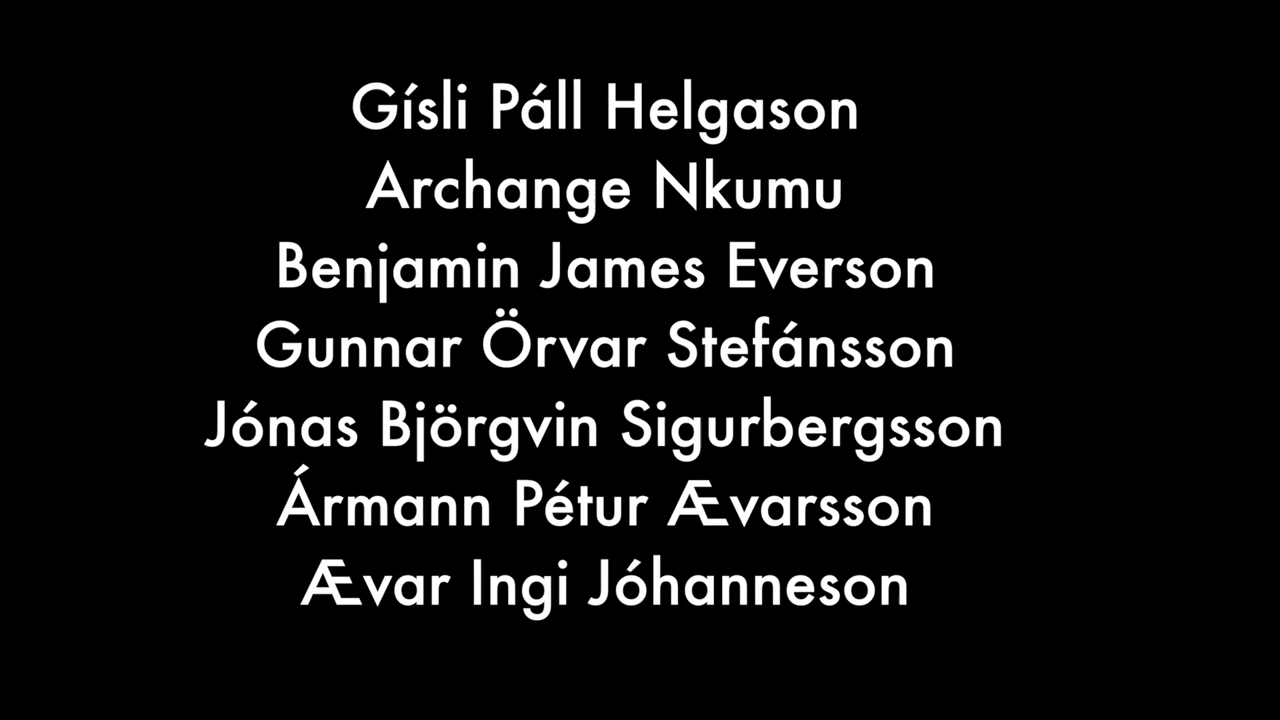 Gísli Páll Helgason
Archange Nkumu
Benjamin James Everson
Gunnar Örvar Stefánsson
Jónas Björgvin Sigurbergsson
Ármann Pétur Ævarsson
Ævar Ingi Jóhanneson